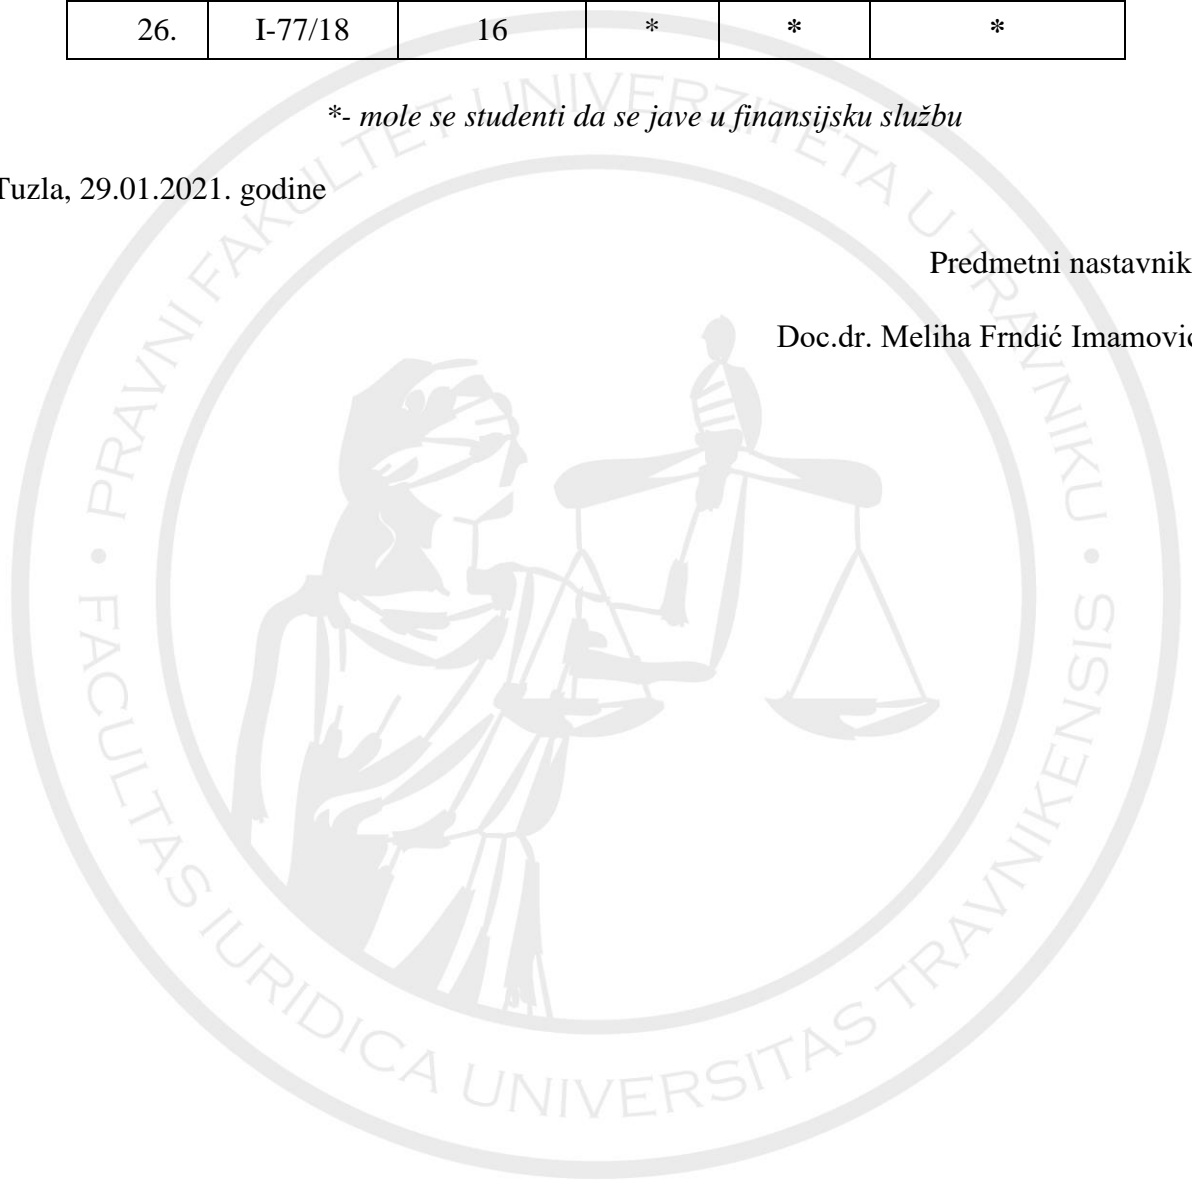 26. I-77/18 16 * * *
*- mole se studenti da se jave u finansijsku službu
Tuzla, 29.01.2021. godine
Predmetni nastavnik
Doc.dr. Meliha Frndić Imamović
PRAVNI FAKULTET UNIVERZITETA U TRAVNIKU
FACULTAS IURIDICA UNIVERSITAS TRAVNIKENSIS